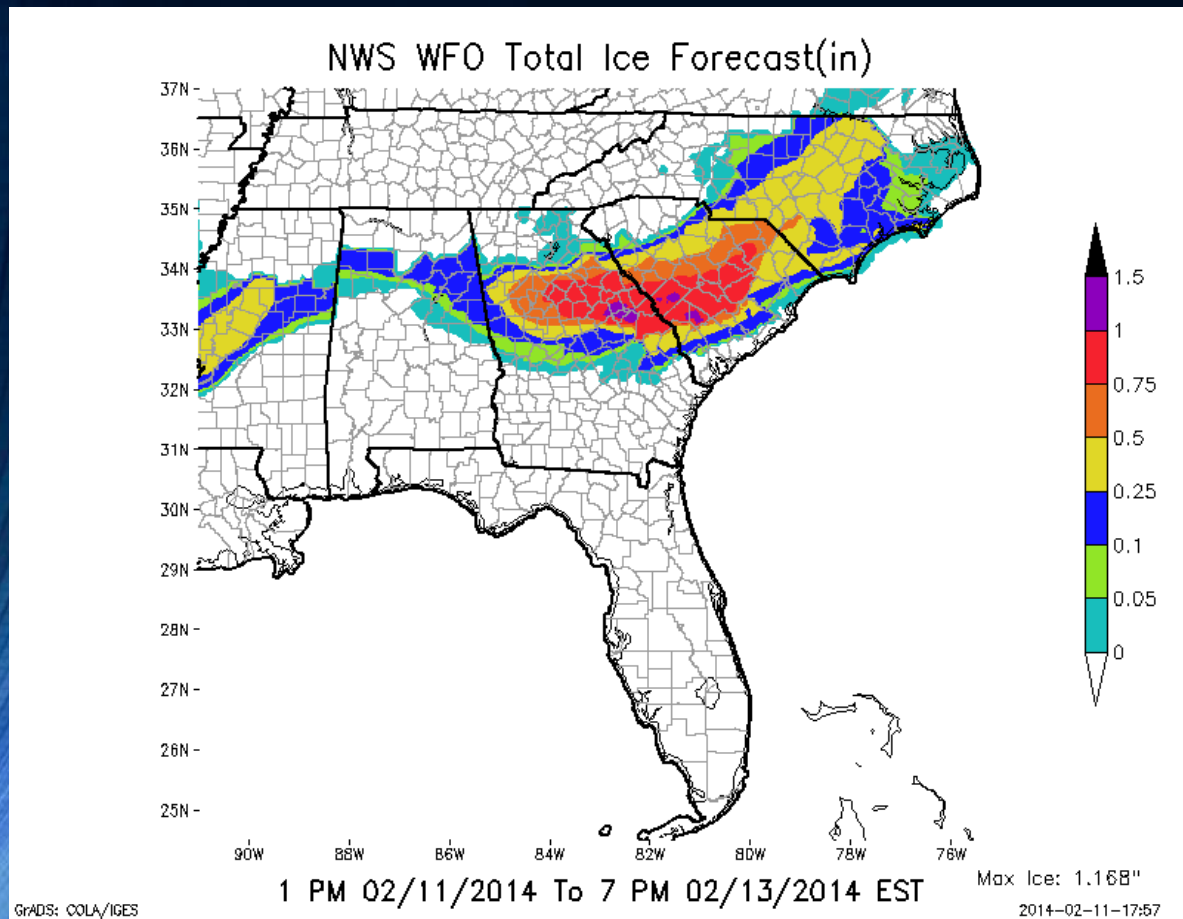 NWS WFO Total Ice Forecast(in)
37N
36N
35N
34N
33N
32N
31N
30N
29N
28N
27N
26N
25N
90W 88W 86W 84W 82W 80W 78W 76W
1.5
1
0.75
0.5
0.25
0.1
0.05
0
1 PM 02/11/2014 To 7 PM 02/13/2014 EST
Max Ice: 1.168"
GrADS: COLA/IGES
2014-02-11-17:57